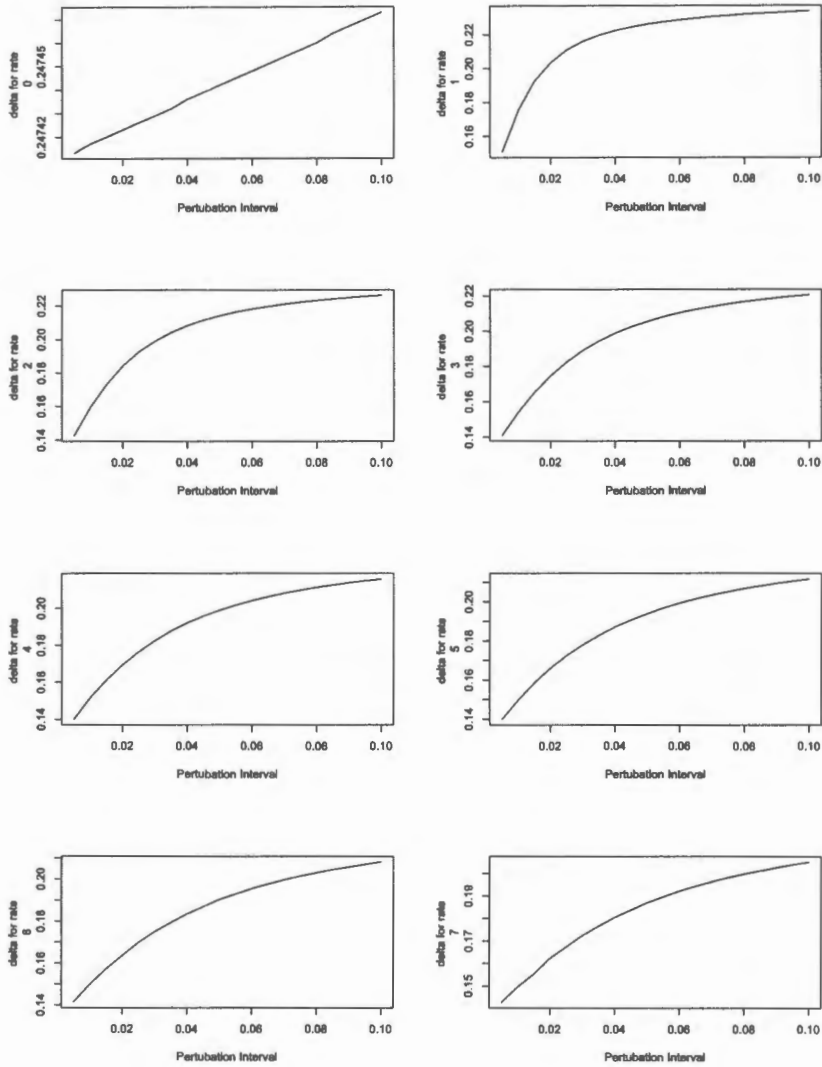 delta for rate
0
0.24742 0.24745
0.02 0.04 0.06 0.08 0.10
Pertubation Interval
delta for rate
1
0.16 0.18 0.20 0.22
0.02 0.04 0.06 0.08 0.10
Pertubation Interval
delta for rate
2
0.14 0.16 0.18 0.20 0.22
0.02 0.04 0.06 0.08 0.10
Pertubation Interval
delta for rate
3
0.14 0.16 0.18 0.20 0.22
0.02 0.04 0.06 0.08 0.10
Pertubation Interval
delta for rate
4
0.14 0.16 0.18 0.20
0.02 0.04 0.06 0.08 0.10
Pertubation Interval
delta for rate
5
0.14 0.16 0.18 0.20
0.02 0.04 0.06 0.08 0.10
Pertubation Interval
delta for rate
6
0.14 0.16 0.18 0.20
0.02 0.04 0.06 0.08 0.10
Pertubation Interval
delta for rate
7
0.15 0.17 0.19
0.02 0.04 0.06 0.08 0.10
Pertubation Interval